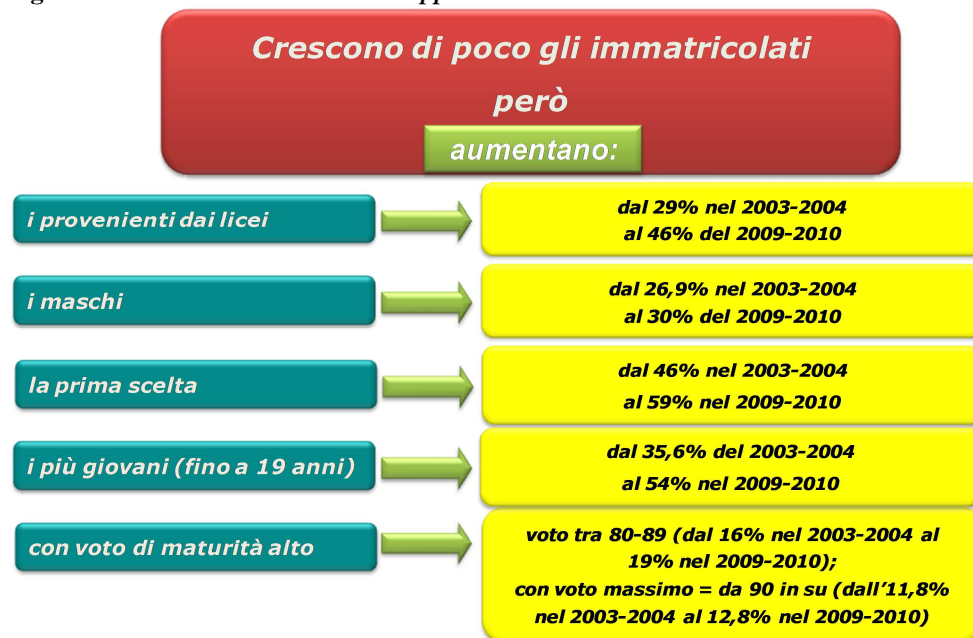 Crescono di poco gli immatricolati
però
aumentano:
i provenienti dai licei
dal 29% nel 2003-2004
al 46% del 2009-2010
i maschi
dal 26,9% nel 2003-2004
al 30% del 2009-2010
la prima scelta
dal 46% nel 2003-2004
al 59% nel 2009-2010
i più giovani (fino a 19 anni)
dal 35,6% del 2003-2004
al 54% nel 2009-2010
con voto di maturità alto
voto tra 80-89 (dal 16% nel 2003-2004 al
19% nel 2009-2010);
con voto massimo = da 90 in su (dall’11,8%
nel 2003-2004 al 12,8% nel 2009-2010)